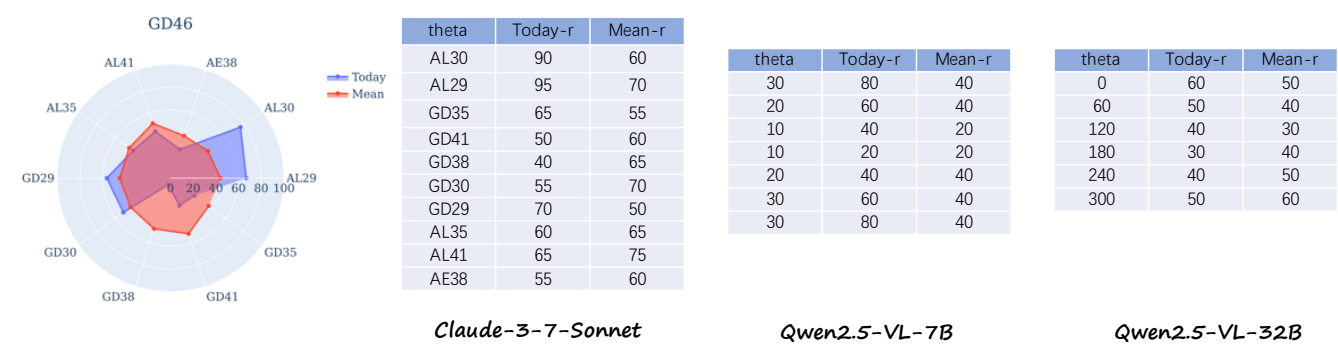 GD46
AL41
AE38
AL35
AL30
GD29
AL29
GD30
GD35
GD38
GD41
0 20 40 60 80 100
Today
Mean
theta Today-r Mean-r
AL30 90 60
AL29 95 70
GD35 65 55
GD41 50 60
GD38 40 65
GD30 55 70
GD29 70 50
AL35 60 65
AL41 65 75
AE38 55 60
Claude-3-7-Sonnet
theta Today-r Mean-r
30 80 40
20 60 40
10 40 20
10 20 20
20 40 40
30 60 40
30 80 40
Qwen2.5-VL-7B
theta Today-r Mean-r
0 60 50
60 50 40
120 40 30
180 30 40
240 40 50
300 50 60
Qwen2.5-VL-32B